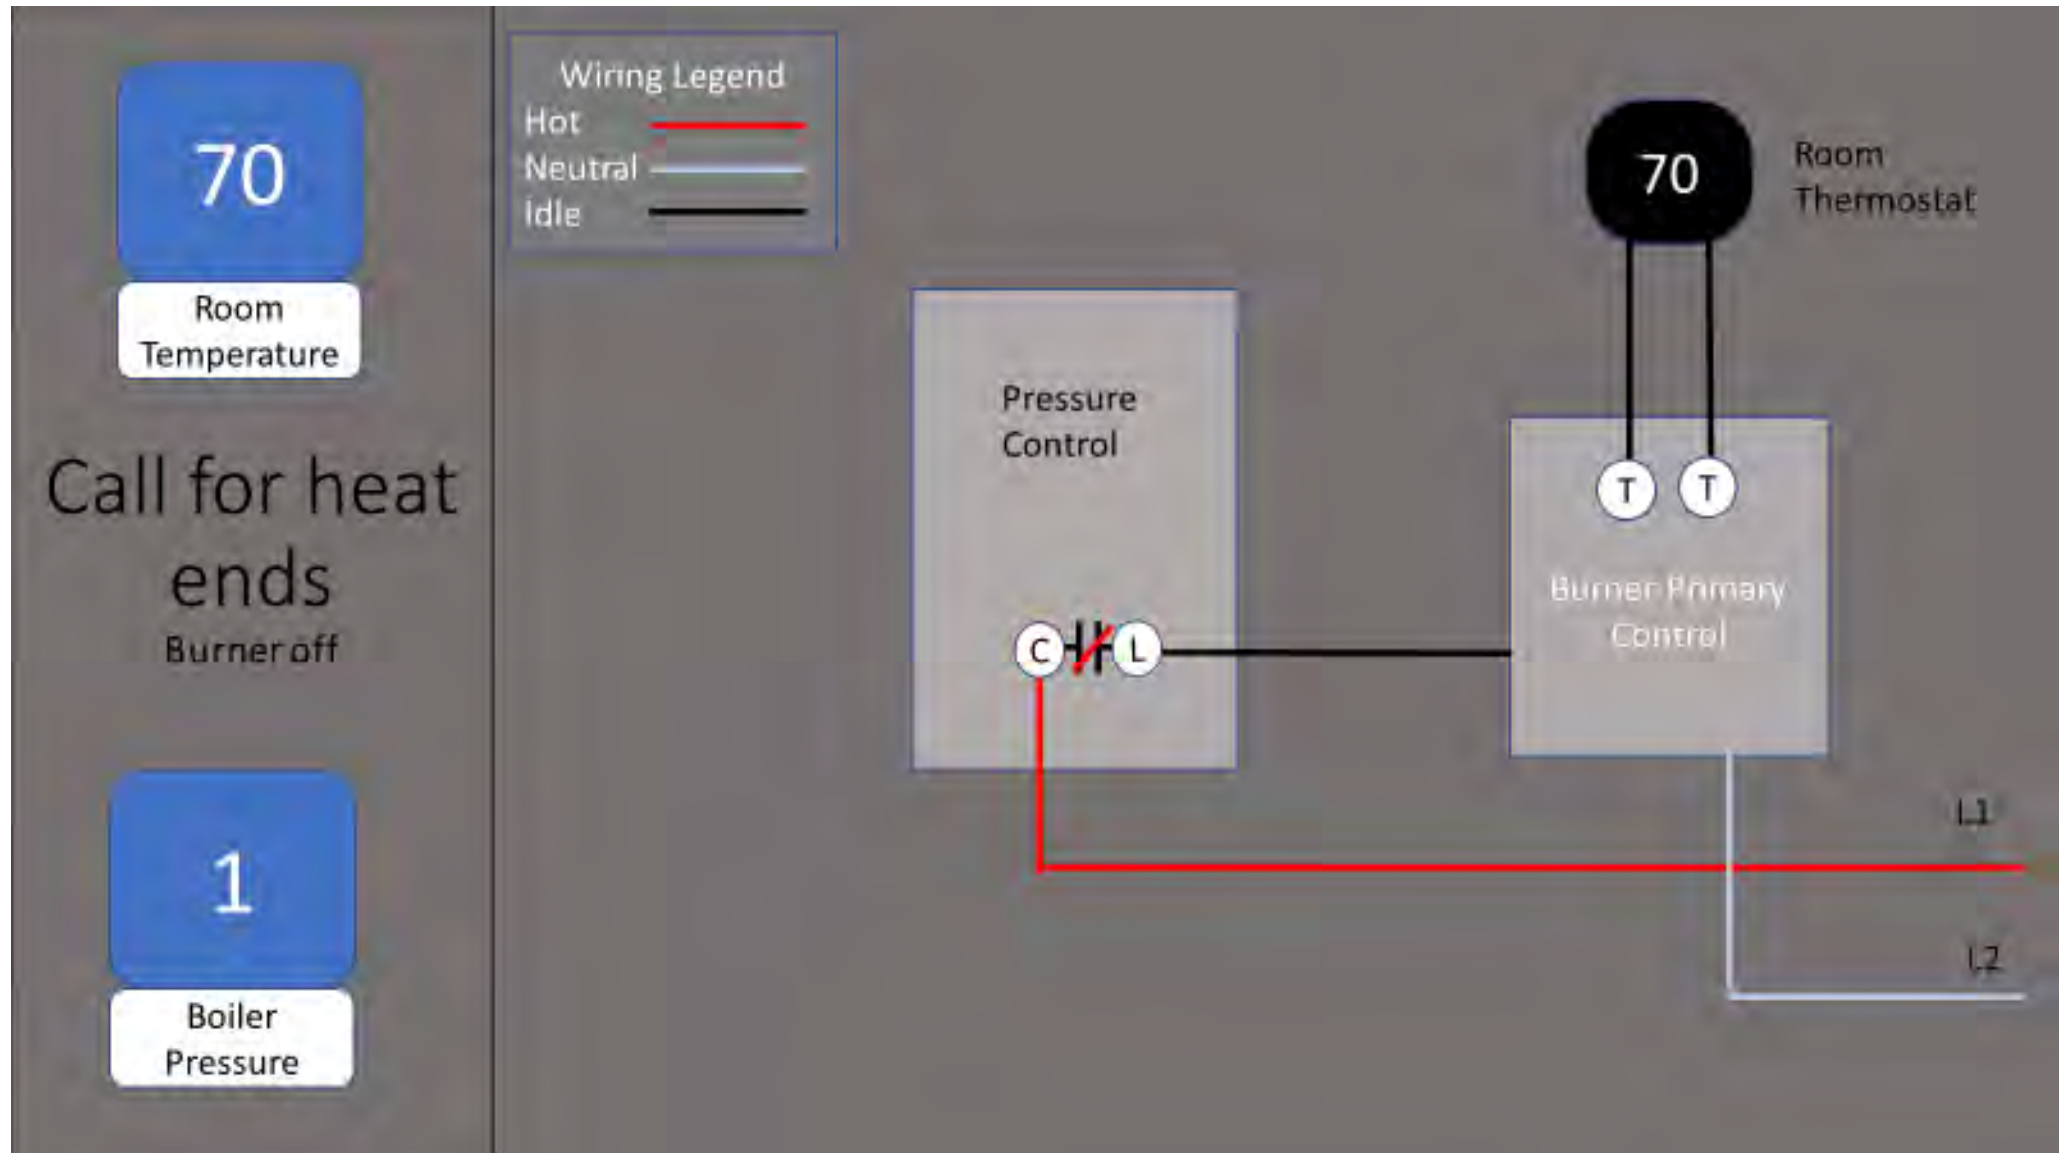 70
Room
Temperature
Call for heat
ends
Burner off
1
Boiler
Pressure
Wiring Legend
Hot
Neutral
Idle
Pressure
Control
C
L
70
Room
Thermostat
T
T
Burner Primary
Control
L1
L2